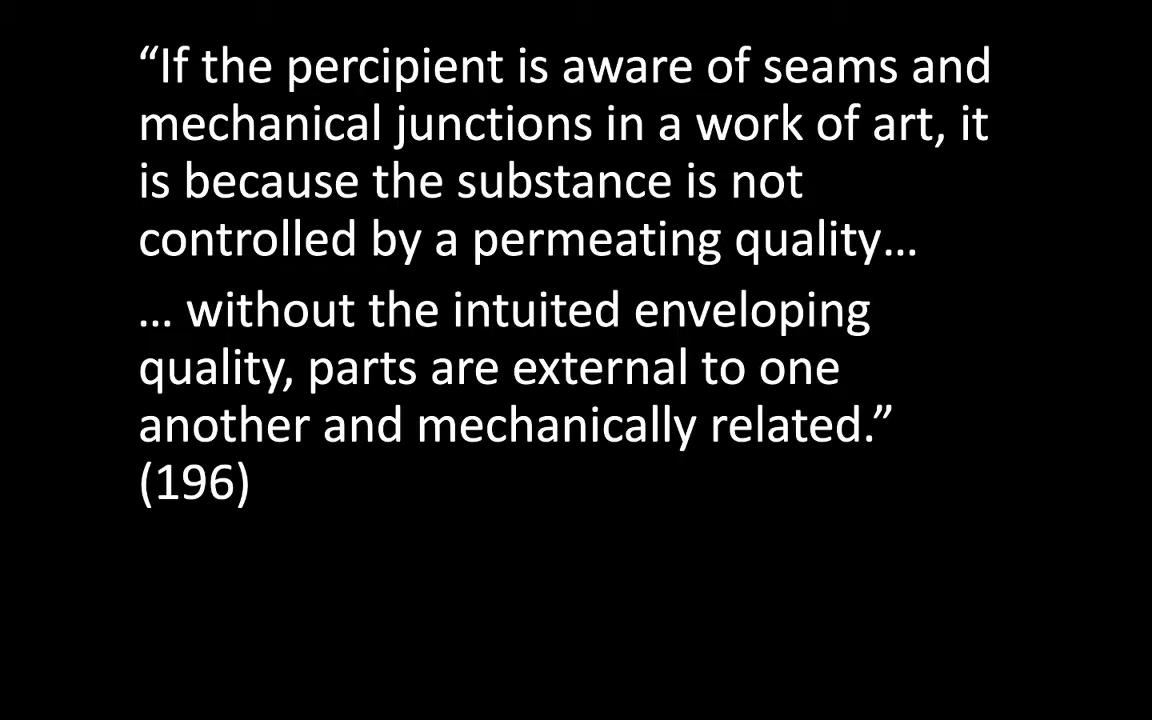 “If the percipient is aware of seams and
mechanical junctions in a work of art, it
is because the substance is not
controlled by a permeating quality…
… without the intuited enveloping
quality, parts are external to one
another and mechanically related.”
(196)